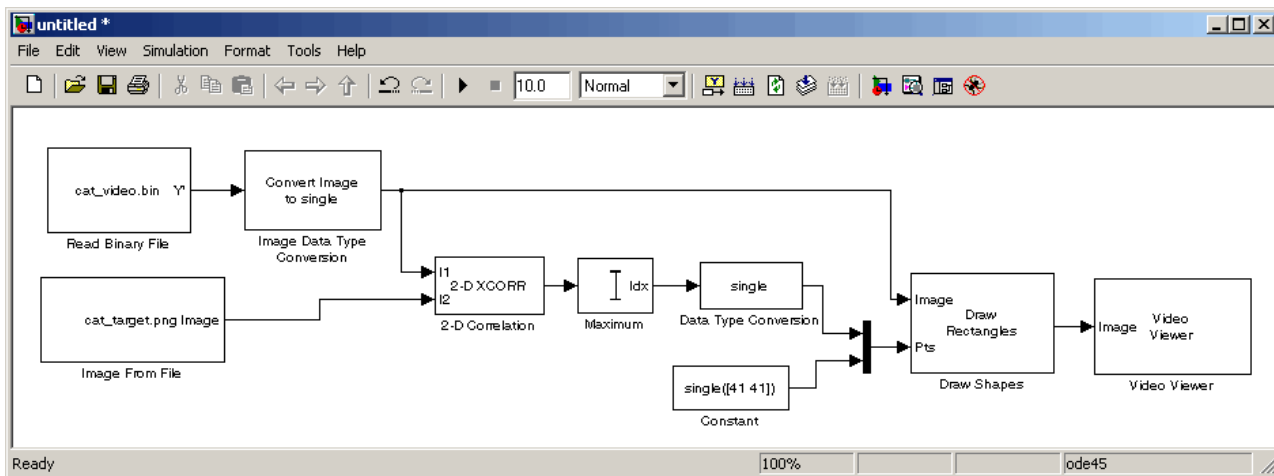 untitled *
File Edit View Simulation Format Tools Help
10.0 Normal
cat_video.bin Y'
Read Binary File
Convert Image
to single
Image Data Type
Conversion
cat_target.png Image
Image From File
I1
2-D XCORR
I2
2-D Correlation
Idx
Maximum
single
Data Type Conversion
single([41 41])
Constant
Image
Draw
Rectangles
Pts
Draw Shapes
Image
Video
Viewer
Video Viewer
Ready 100% ode45